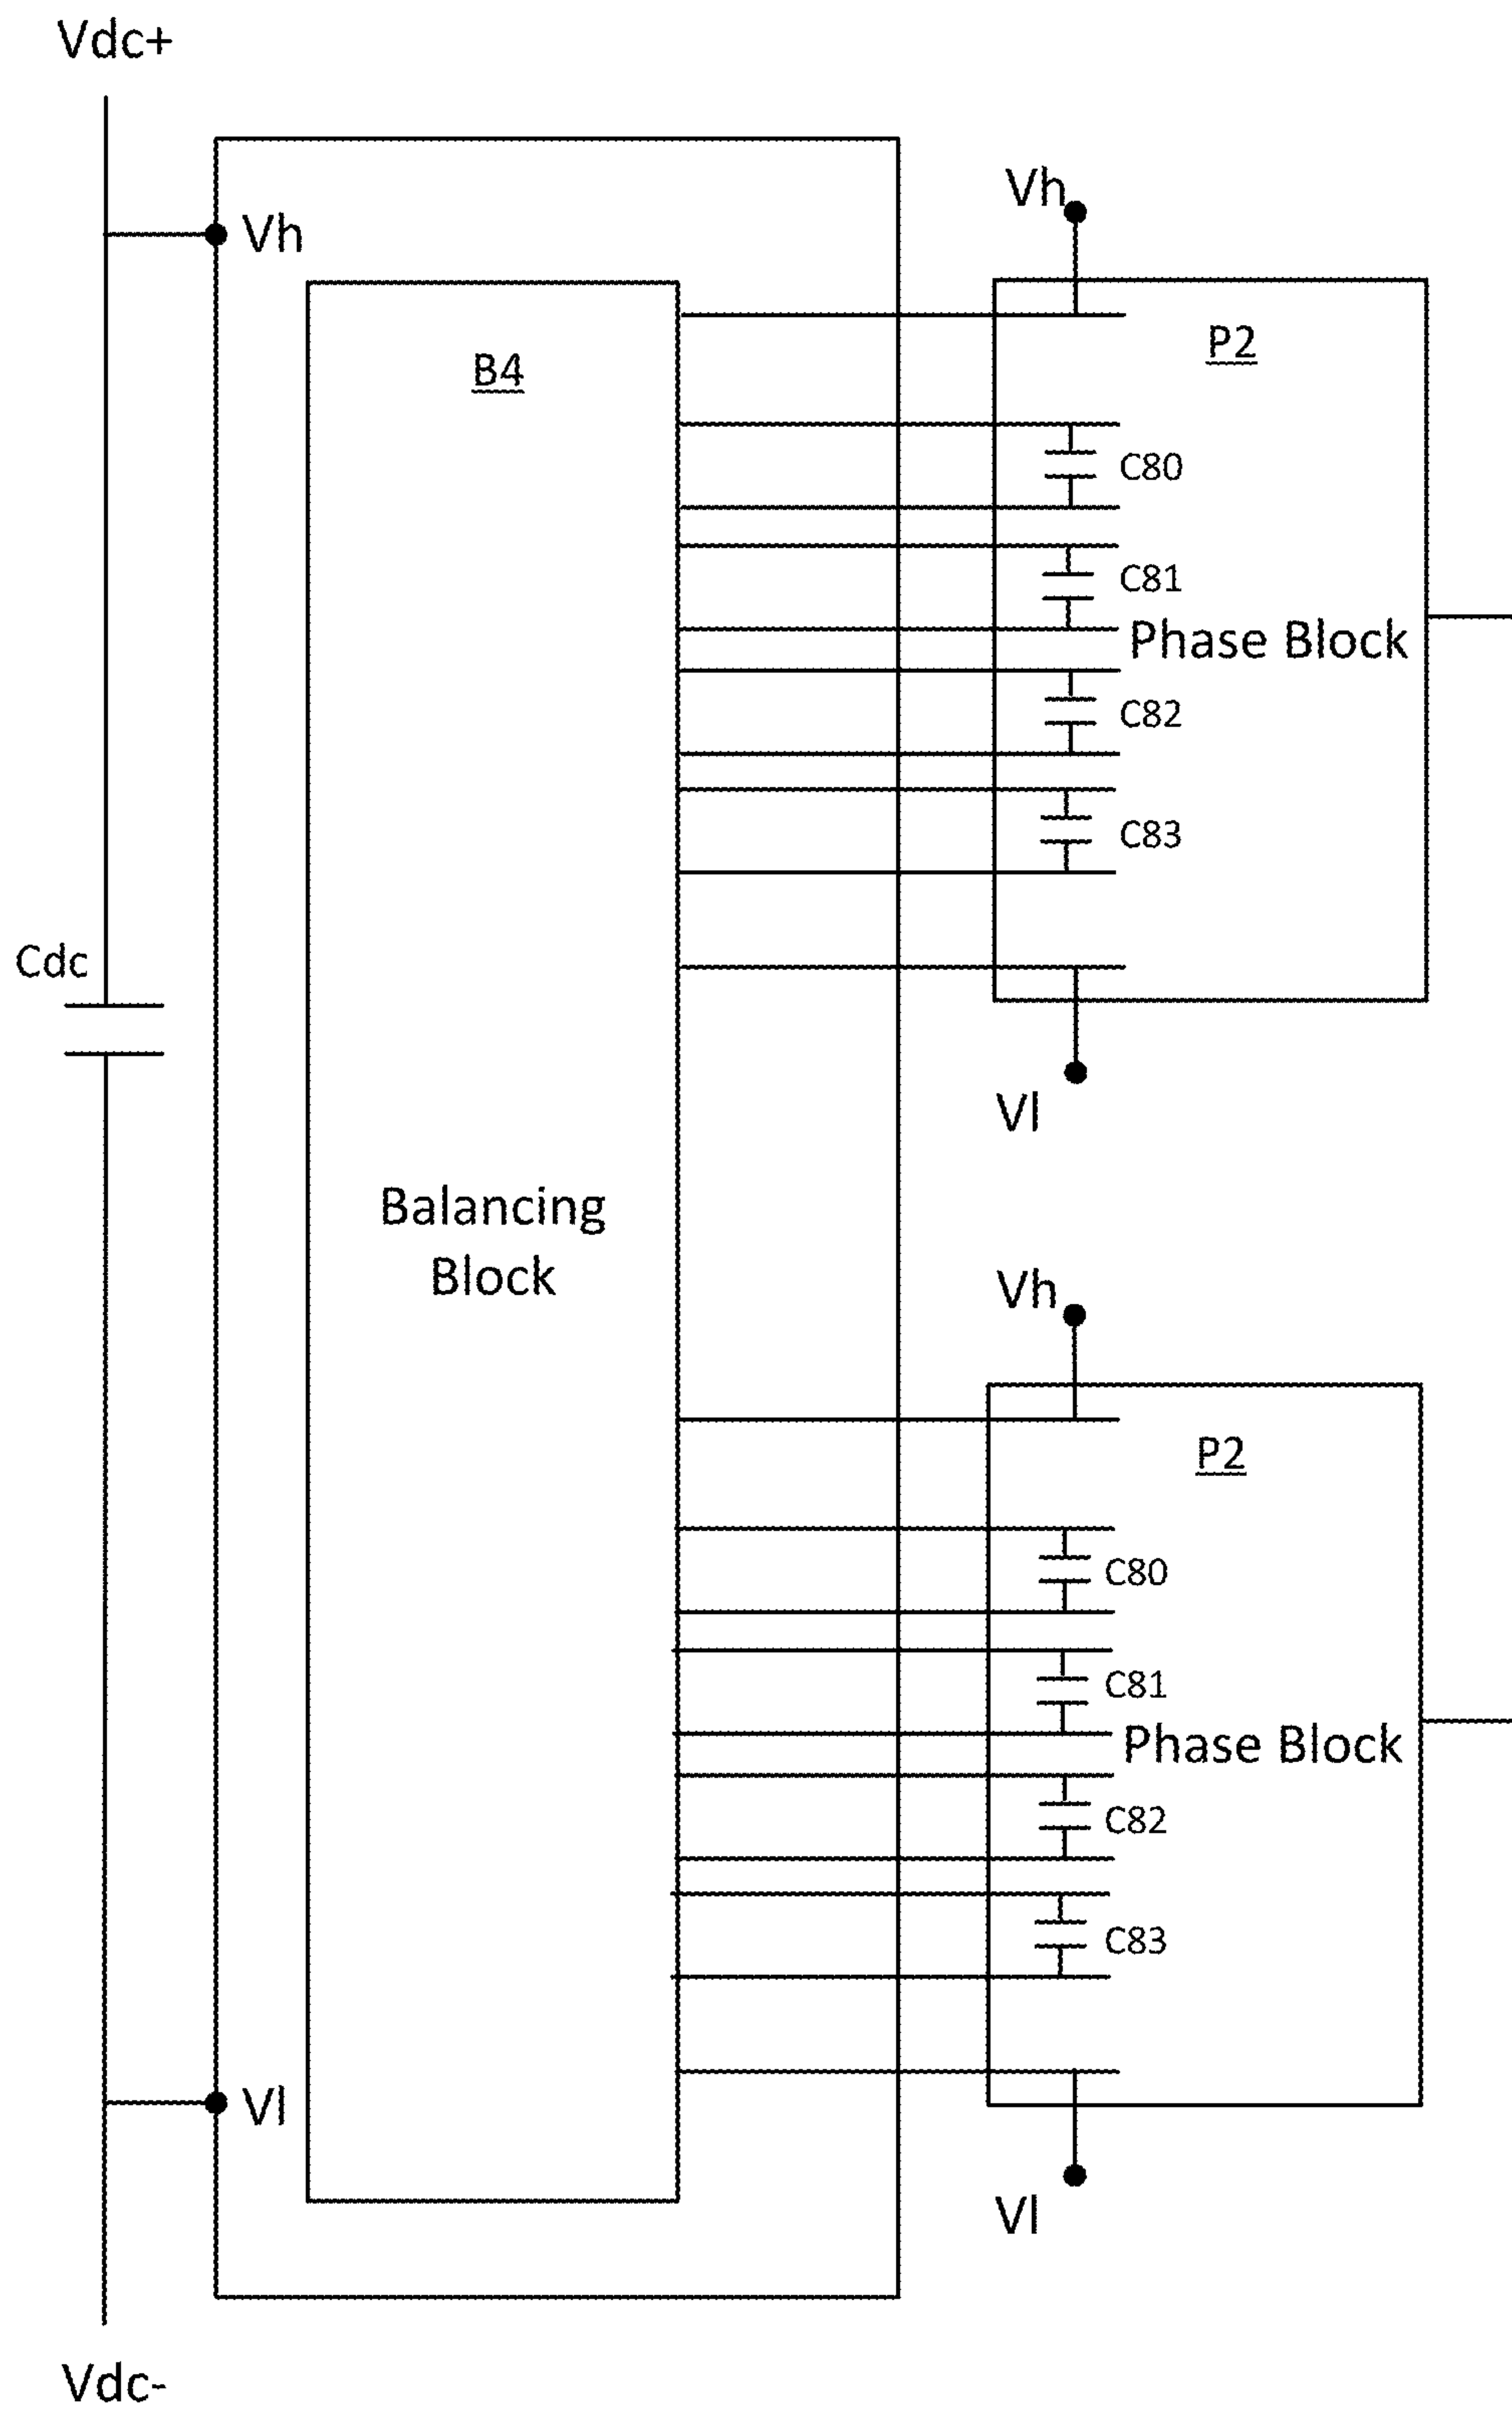 Vdc+
Vh
Vh
B4
P2
C80
C81
Phase Block
C82
C83
Cdc
Vl
Balancing
Block
Vh
P2
C80
C81
Phase Block
C82
C83
Vl
Vl
Vdc-